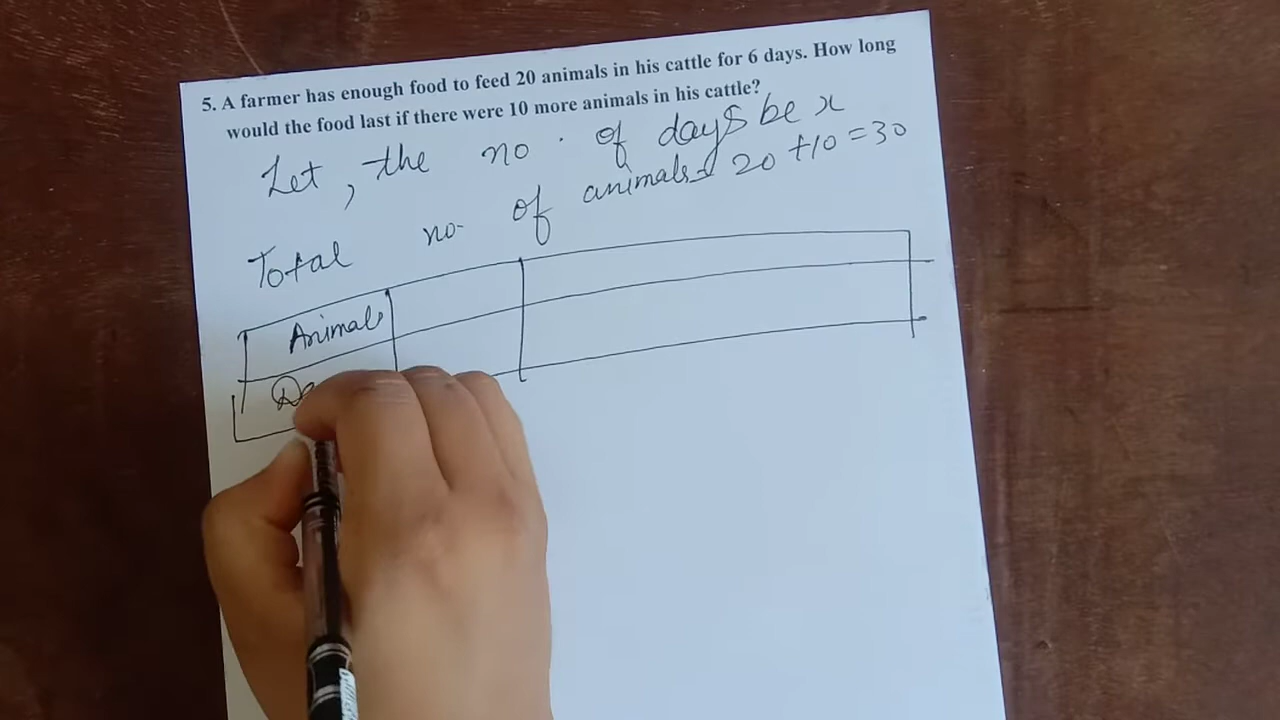 5. A farmer has enough food to feed 20 animals in his cattle for 6 days. How long
would the food last if there were 10 more animals in his cattle?
Let, the no. of days be x
Total no. of animals = 20 + 10 = 30
Animals